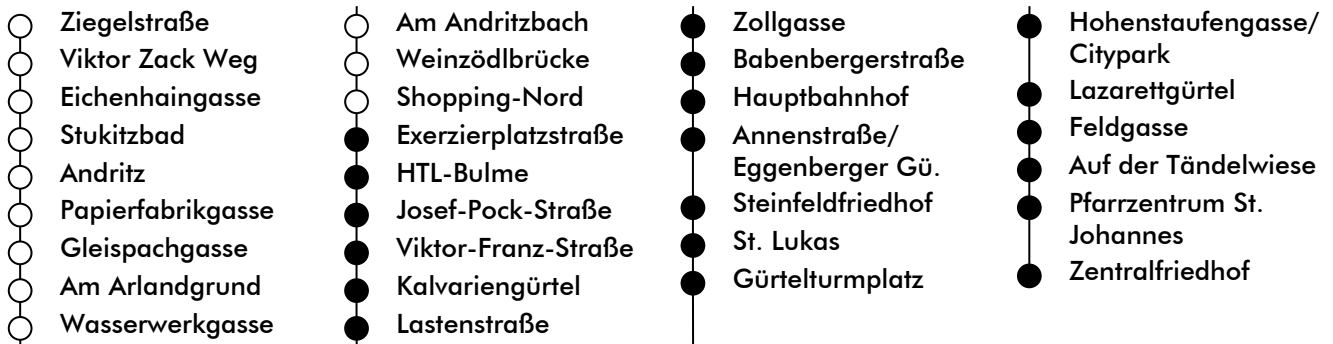 Ziegelstraße
Viktor Zack Weg
Eichenhaingasse
Stukitzbad
Andritz
Papierfabrikgasse
Gleispachgasse
Am Arlandgrund
Wasserwerkgasse
Am Andritzbach
Weinzödlbrücke
Shopping-Nord
Exerzierplatzstraße
HTL-Bulme
Josef-Pock-Straße
Viktor-Franz-Straße
Kalvariengürtel
Lastenstraße
Zollgasse
Babenbergerstraße
Hauptbahnhof
Annenstraße/
Eggenberger Gü.
Steinfeldfriedhof
St. Lukas
Gürtelturmplatz
Hohenstaufengasse/
Citypark
Lazarettgürtel
Feldgasse
Auf der Tändelwiese
Pfarrzentrum St.
Johannes
Zentralfriedhof